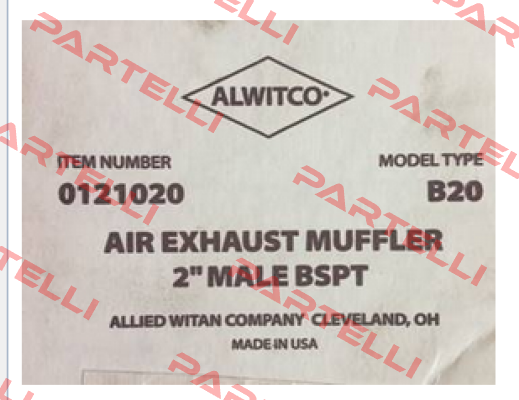 ALWITCO
ITEM NUMBER
MODEL TYPE
0121020
B20
AIR EXHAUST MUFFLER
2" MALE BSPT
ALLIED WITAN COMPANY CLEVELAND, OH
MADE IN USA
PARTELLI
PARTELLI
PARTELLI
PARTELLI
PARTELLI